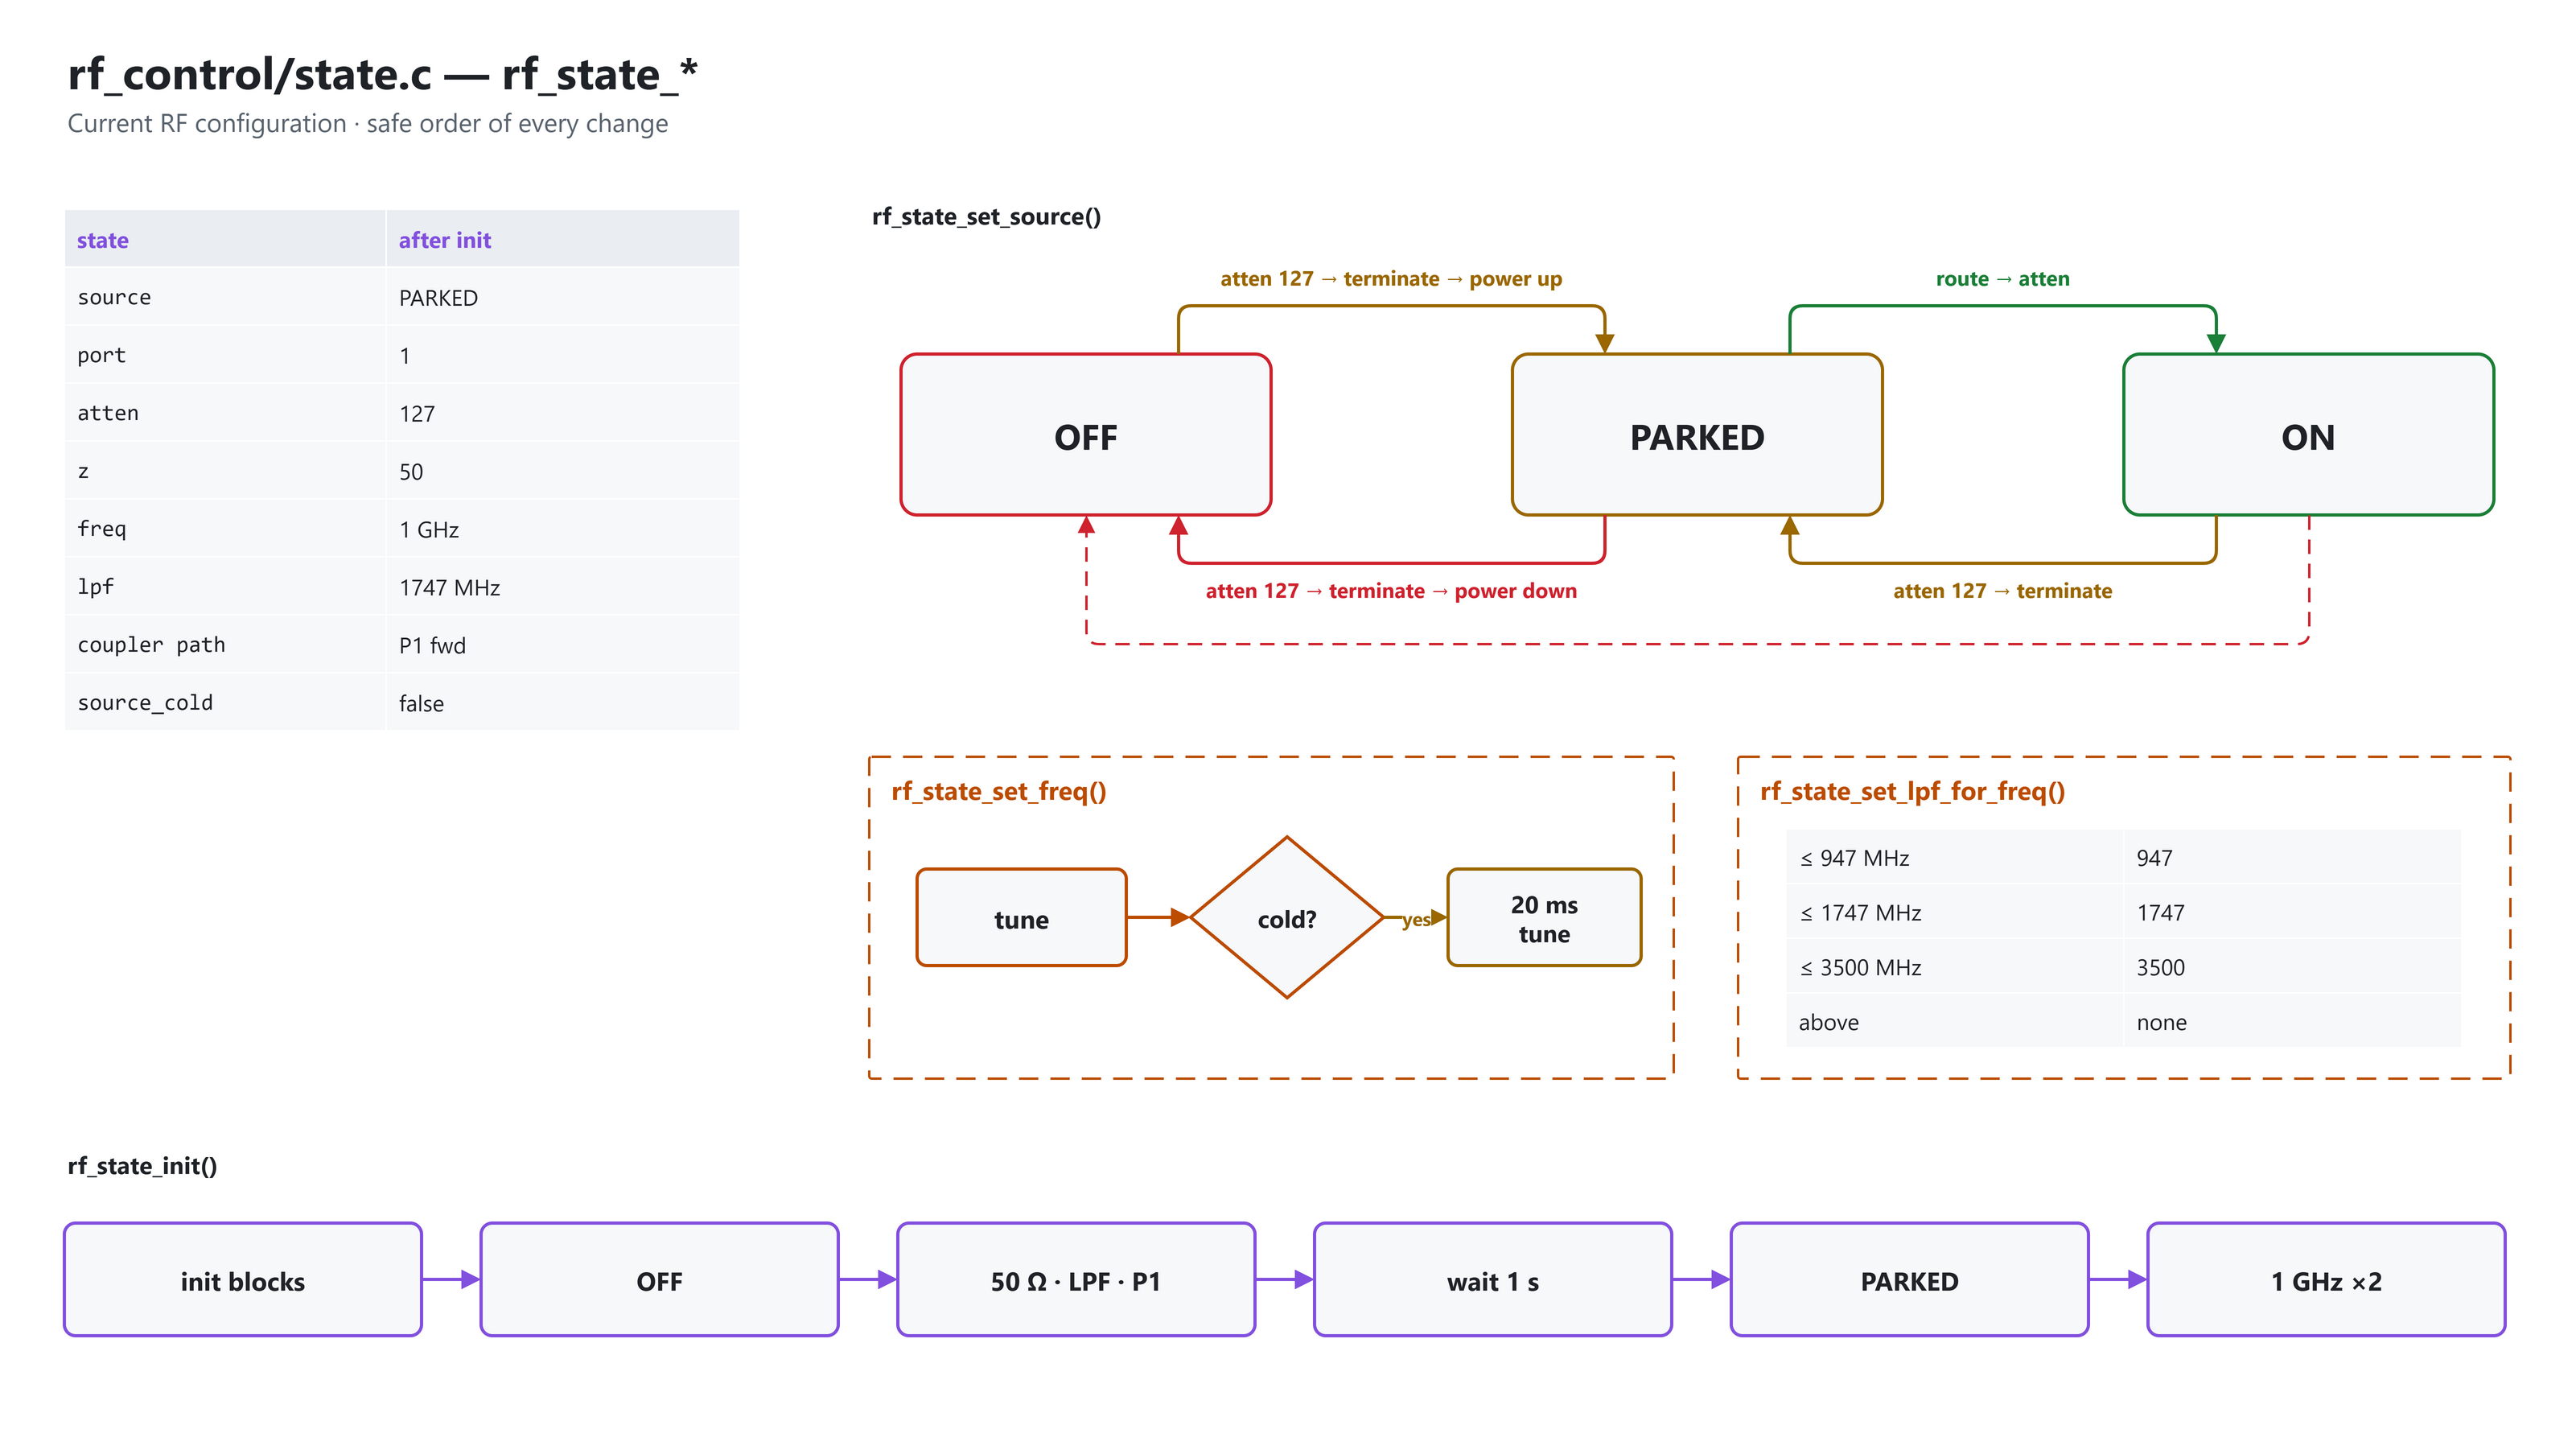 rf_control/state.c — rf_state_*
Current RF configuration · safe order of every change
state after init
source PARKED
port 1
atten 127
z 50
freq 1 GHz
lpf 1747 MHz
coupler path P1 fwd
source_cold false
rf_state_set_source()
atten 127 → terminate → power up
route → atten
OFF
PARKED
ON
atten 127 → terminate → power down
atten 127 → terminate
rf_state_set_freq()
tune
cold?
yes
20 ms
tune
rf_state_set_lpf_for_freq()
≤ 947 MHz 947
≤ 1747 MHz 1747
≤ 3500 MHz 3500
above none
rf_state_init()
init blocks
OFF
50 Ω · LPF · P1
wait 1 s
PARKED
1 GHz ×2